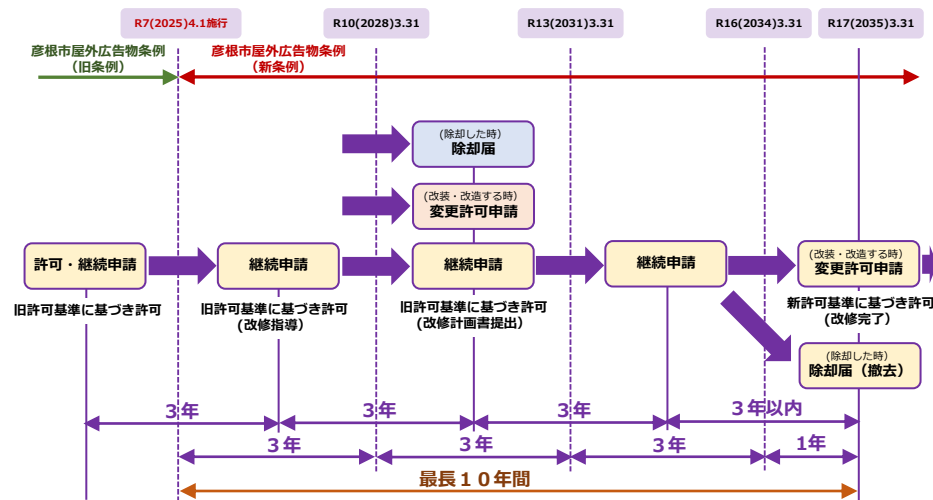 R7(2025)4.1施行
R10(2028)3.31
R13(2031)3.31
R16(2034)3.31
R17(2035)3.31
彦根市屋外広告物条例
（旧条例）
彦根市屋外広告物条例
（新条例）
(除却した時)
除却届
(改装・改造する時)
変更許可申請
許可・継続申請
継続申請
継続申請
継続申請
(改装・改造する時)
変更許可申請
旧許可基準に基づき許可
旧許可基準に基づき許可
(改修指導)
旧許可基準に基づき許可
(改修計画書提出)
新許可基準に基づき許可
(改修完了)
(除却した時)
除却届（撤去）
３年
３年
３年
３年以内
３年
３年
３年
1年
最長１０年間